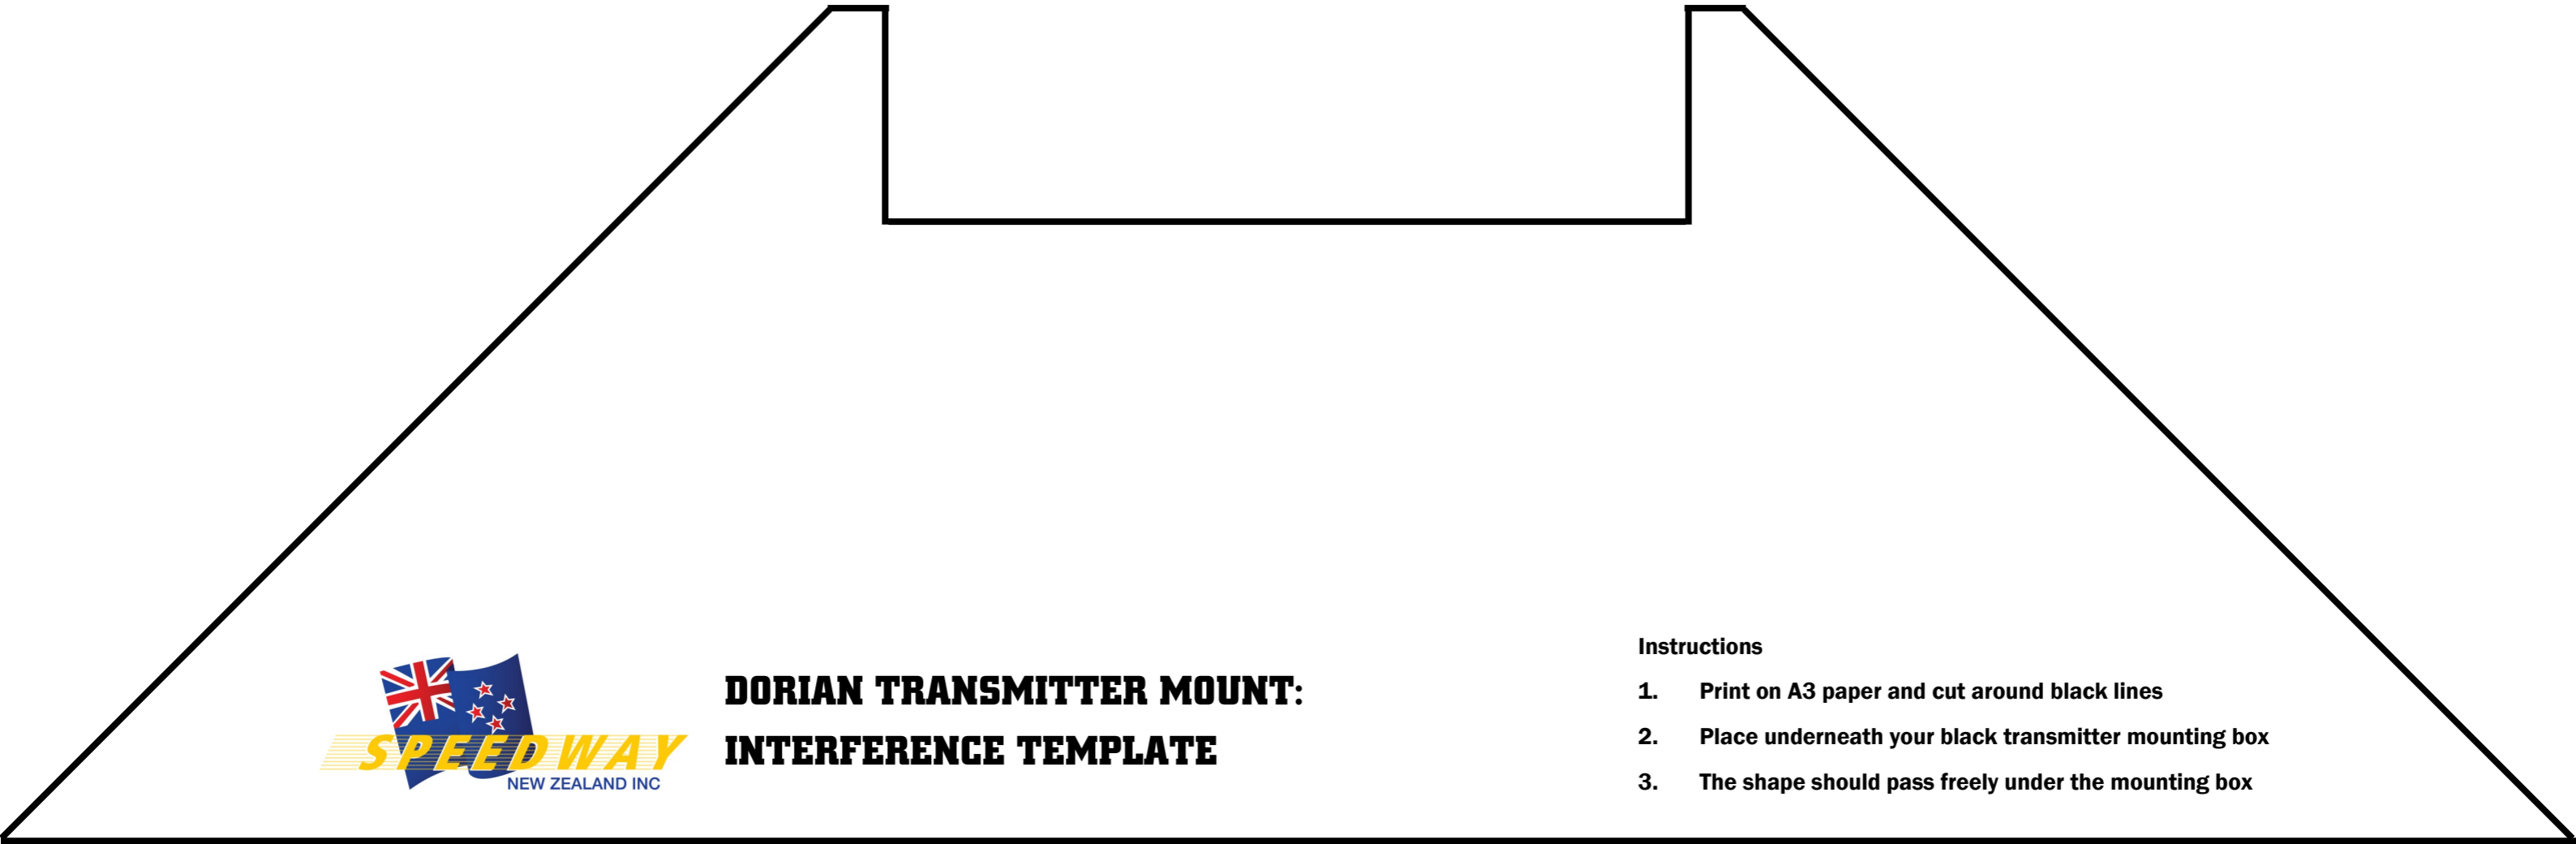 SPEEDWAY
NEW ZEALAND INC
DORIAN TRANSMITTER MOUNT:
INTERFERENCE TEMPLATE
Instructions
1. Print on A3 paper and cut around black lines
2. Place underneath your black transmitter mounting box
3. The shape should pass freely under the mounting box